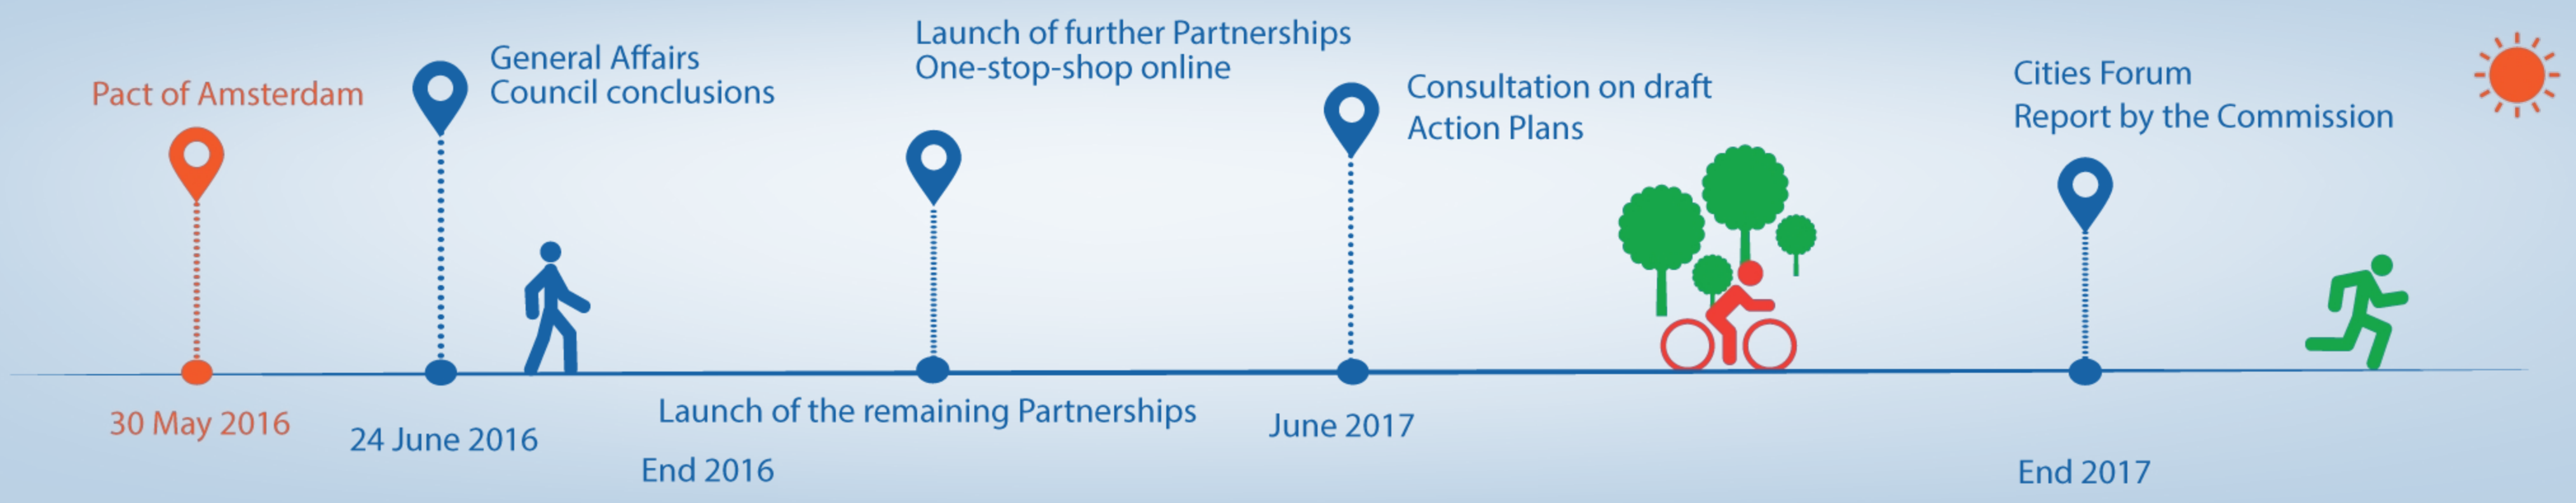 Pact of Amsterdam
30 May 2016
General Affairs
Council conclusions
24 June 2016
Launch of further Partnerships
One-stop-shop online
Launch of the remaining Partnerships
End 2016
Consultation on draft
Action Plans
June 2017
Cities Forum
Report by the Commission
End 2017